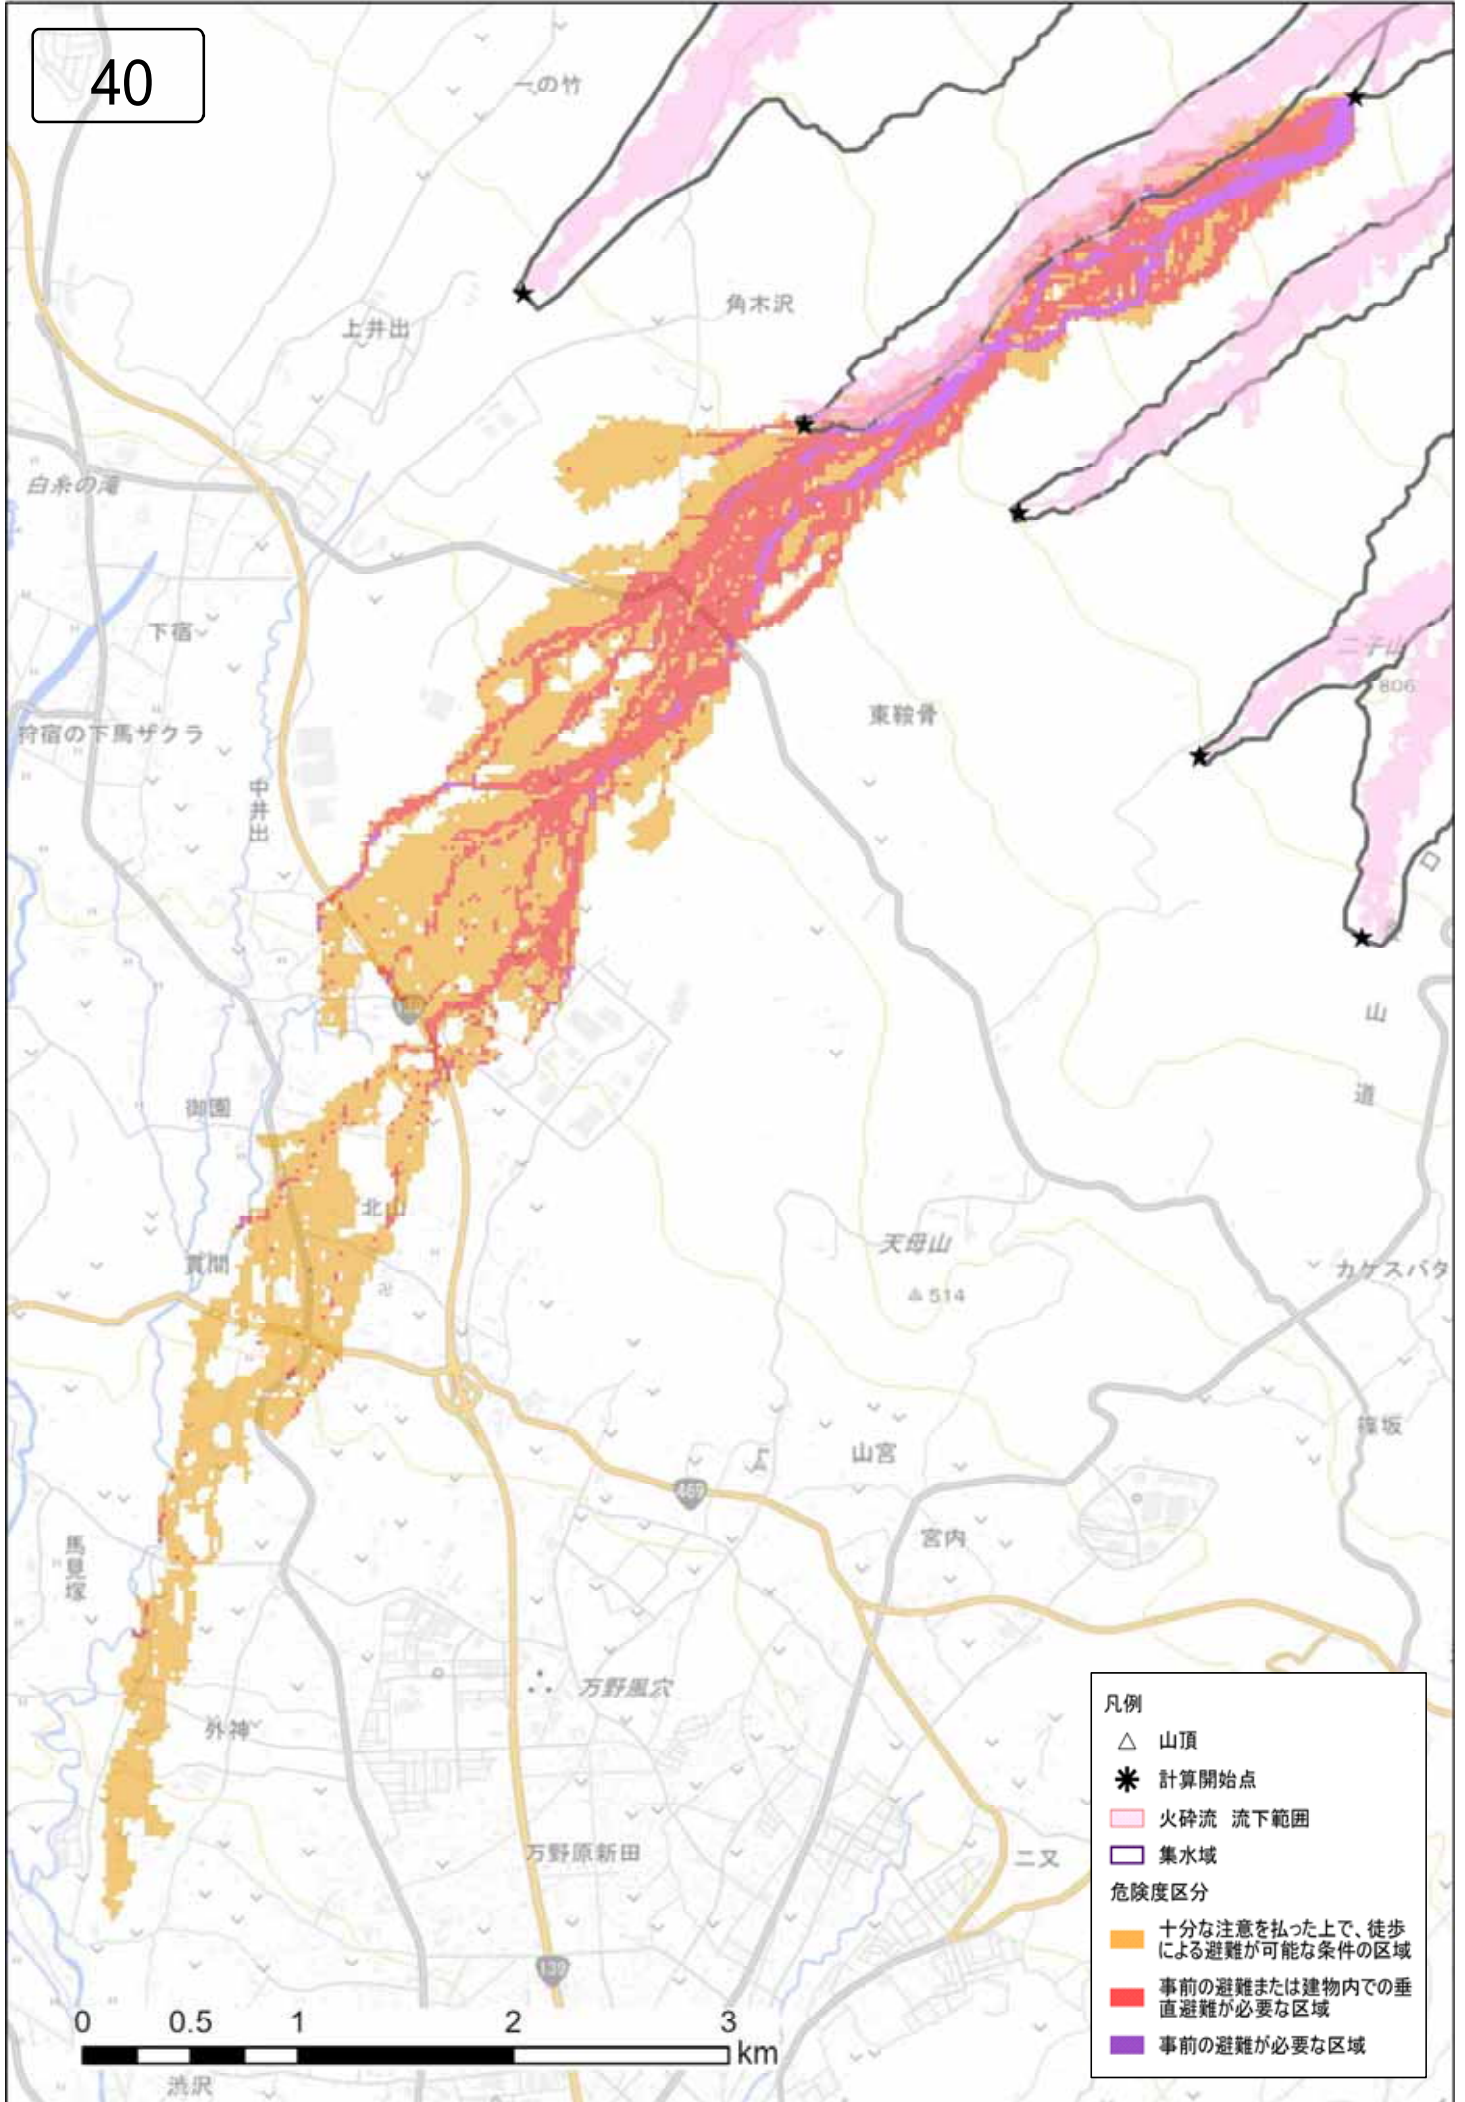 40
一の竹
角木沢
上井出
白糸の滝
下宿
狩宿の下馬ザクラ
中井出
東鞍骨
二子山
806
口
山
道
御園
北山
貫間
天母山
514
カケスバタ
篠坂
山宮
469
宮内
馬見塚
万野風穴
外神
万野原新田
二又
139
渋沢
凡例
山頂
計算開始点
火砕流 流下範囲
集水域
危険度区分
十分な注意を払った上で、徒歩
による避難が可能な条件の区域
事前の避難または建物内での垂
直避難が必要な区域
事前の避難が必要な区域
0 0.5 1 2 3
km